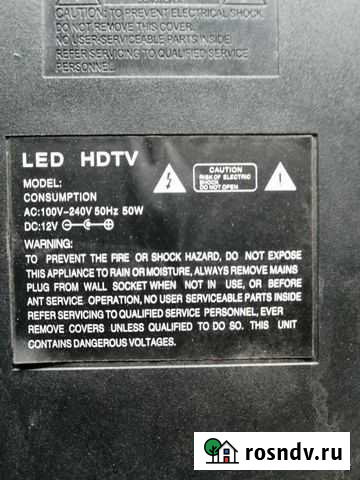 CAUTION: TO PREVENT ELECTRICAL SHOCK,
DO NOT REMOVE THIS COVER.
NO USER SERVICEABLE PARTS INSIDE
REFER SERVICING TO QUALIFIED SERVICE
PERSONNEL.
LED HDTV
CAUTION
RISK OF ELECTRIC
SHOCK
DO NOT OPEN
MODEL:
CONSUMPTION
AC:100V-240V 50Hz 50W
DC:12V
WARNING:
TO PREVENT THE FIRE OR SHOCK HAZARD, DO NOT EXPOSE
THIS APPLIANCE TO RAIN OR MOISTURE, ALWAYS REMOVE MAINS
PLUG FROM WALL SOCKET WHEN NOT IN USE, OR BEFORE
ANT SERVICE OPERATION, NO USER SERVICEABLE PARTS INSIDE
REFER SERVICING TO QUALIFIED SERVICE PERSONNEL, EVER
REMOVE COVERS UNLESS QUALIFIED TO DO SO. THIS UNIT
CONTAINS DANGEROUS VOLTAGES.
rosndv.ru